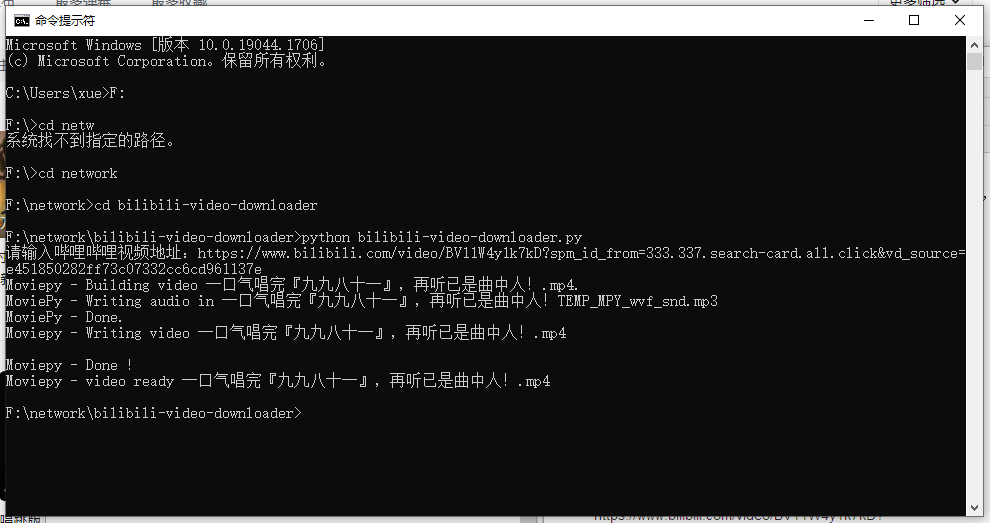 命令提示符
Microsoft Windows [版本 10.0.19044.1706]
(c) Microsoft Corporation。保留所有权利。
C:\Users\xue>F:
F:\>cd netw
系统找不到指定的路径。
F:\>cd network
F:\network>cd bilibili-video-downloader
F:\network\bilibili-video-downloader>python bilibili-video-downloader.py
请输入哔哩哔哩视频地址：https://www.bilibili.com/video/BV11W4y1k7kD?spm_id_from=333.337.search-card.all.click&vd_source=
e451850282ff73c07332cc6cd961137e
Moviepy - Building video 一口气唱完『九九八十一』，再听已是曲中人！.mp4.
MoviePy - Writing audio in 一口气唱完『九九八十一』，再听已是曲中人！TEMP_MPY_wvf_snd.mp3
MoviePy - Done.
Moviepy - Writing video 一口气唱完『九九八十一』，再听已是曲中人！.mp4
Moviepy - Done !
Moviepy - video ready 一口气唱完『九九八十一』，再听已是曲中人！.mp4
F:\network\bilibili-video-downloader>